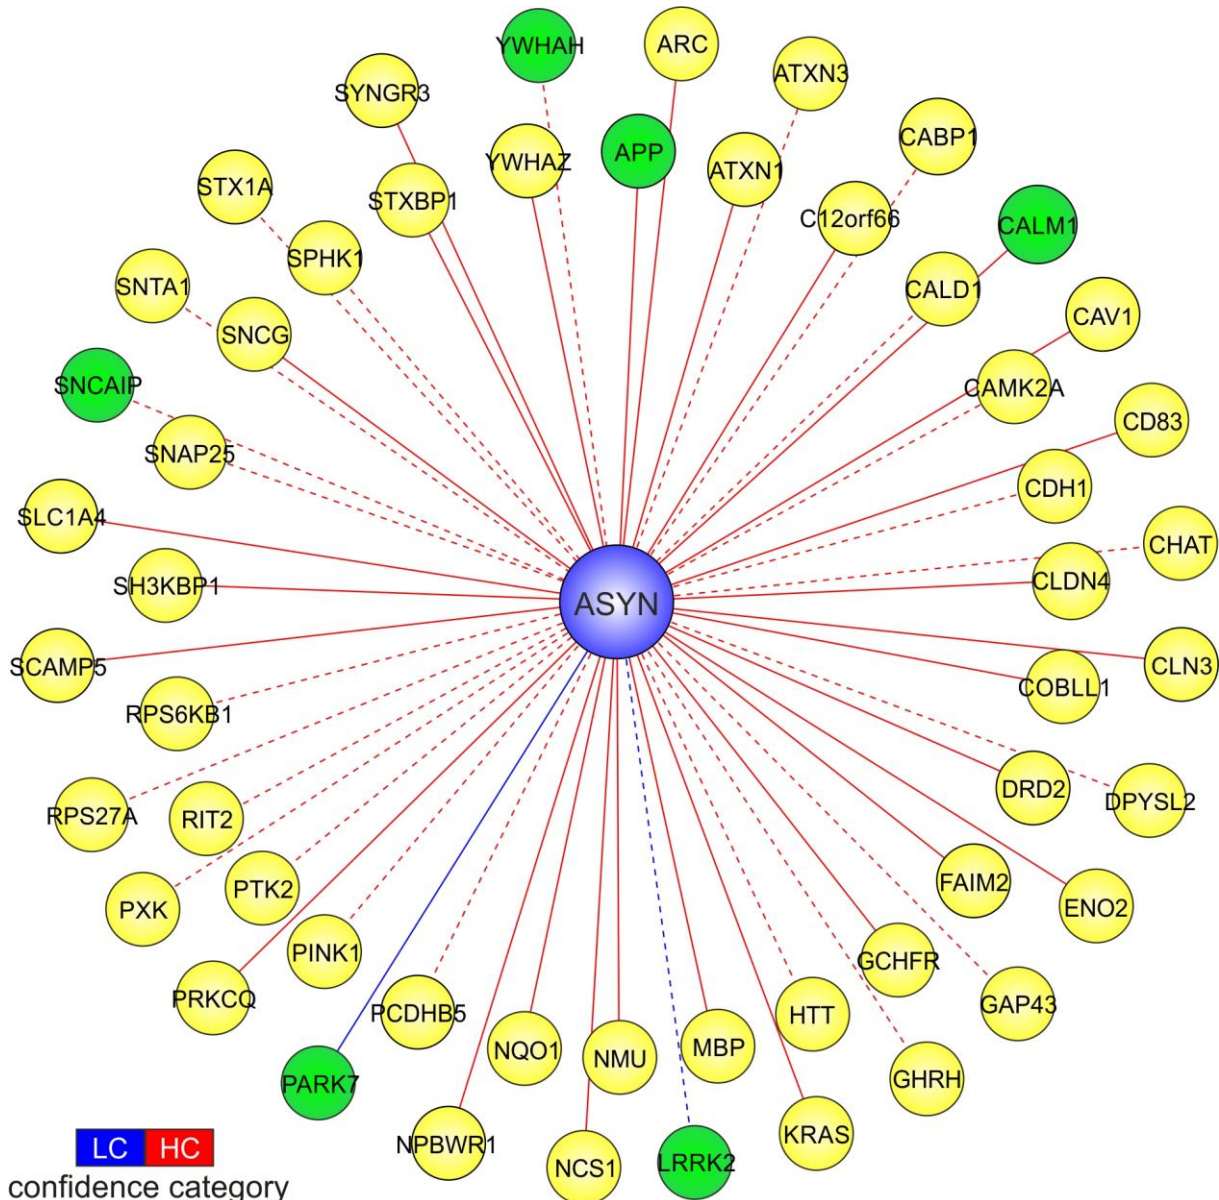 YWHAH
ARC
ATXN3
SYNGR3
CABP1
YWHAZ
APP
ATXN1
STX1A
STXBP1
C12orf66
CALM1
SPHK1
SNTA1
CALD1
SNCG
CAV1
SNCAIP
CAMK2A
CD83
SNAP25
CDH1
SLC1A4
CHAT
SH3KBP1
CLDN4
ASYN
SCAMP5
CLN3
COBLL1
RPS6KB1
DRD2
DPYSL2
RPS27A
RIT2
PTK2
FAIM2
PXK
ENO2
PINK1
GCHFR
PRKCQ
PCDHB5
HTT
GAP43
NQO1
NMU
MBP
PARK7
GHRH
NPBWR1
KRAS
NCS1
LRRK2
LC HC
confidence category